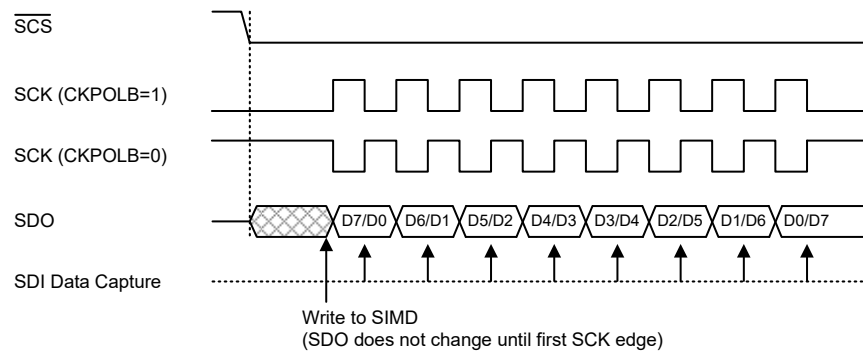 SCS
SCK (CKPOLB=1)
SCK (CKPOLB=0)
SDO
D7/D0 D6/D1 D5/D2 D4/D3 D3/D4 D2/D5 D1/D6 D0/D7
SDI Data Capture
Write to SIMD
(SDO does not change until first SCK edge)